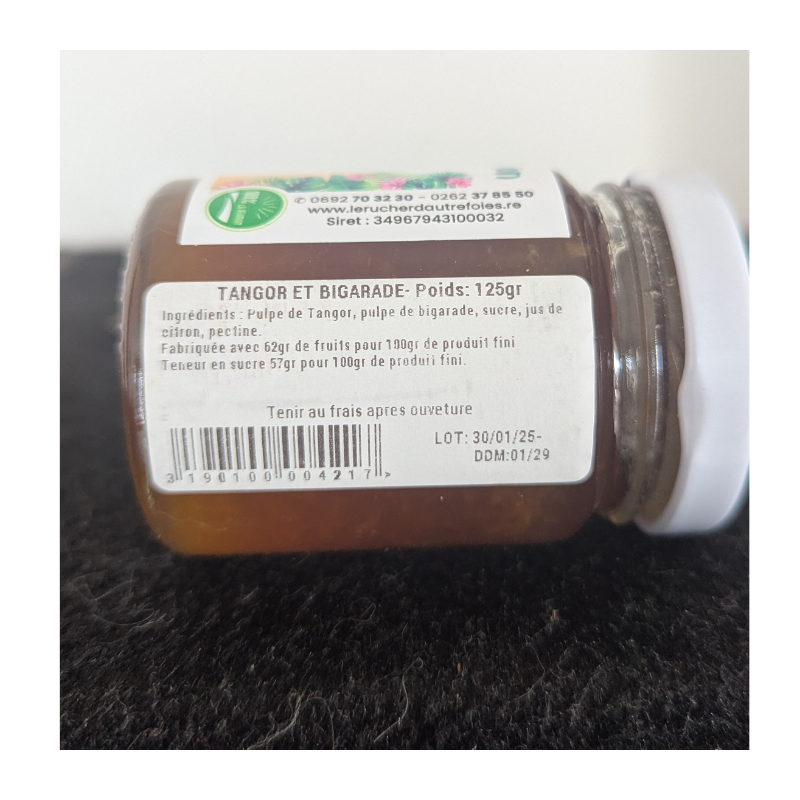 ✆ 0692 70 32 30 - 0262 37 85 50
www.lerucherdautrefoies.re
Siret : 34967943100032
TANGOR ET BIGARADE- Poids: 125gr
Ingrédients : Pulpe de Tangor, pulpe de bigarade, sucre, jus de
citron, pectine.
Fabriquée avec 62gr de fruits pour 100gr de produit fini
Teneur en sucre 57gr pour 100gr de produit fini.
Tenir au frais apres ouveture
LOT: 30/01/25-
DDM:01/29
3 190100 004217 >